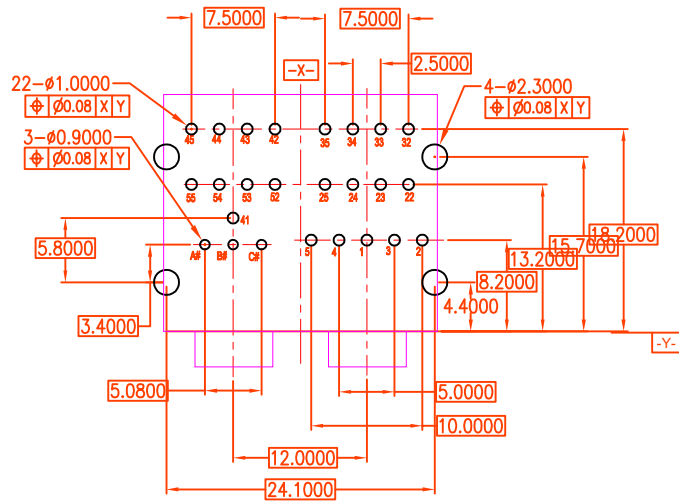 7.5000 7.5000
-X- 2.5000
22-ø1.0000 4-ø2.3000
⌖ Ø0.08 X Y ⌖ Ø0.08 X Y
45 44 43 42 35 34 33 32
3-ø0.9000
⌖ Ø0.08 X Y
55 54 53 52 25 24 23 22
41
5.8000 18.2000
15.7000
A# B# C# 5 4 1 3 2 13.2000
8.2000
4.4000
3.4000
-Y-
5.0800 5.0000
10.0000
12.0000
24.1000